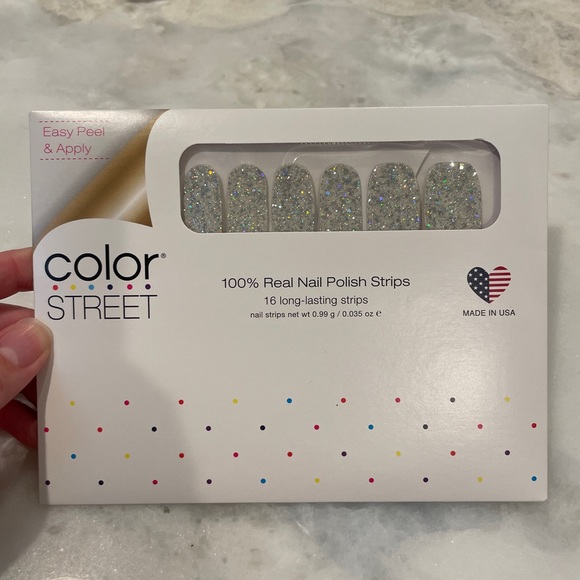 Easy Peel
& Apply
color®
STREET
100% Real Nail Polish Strips
16 long-lasting strips
nail strips net wt 0.99 g / 0.035 oz ℮
MADE IN USA